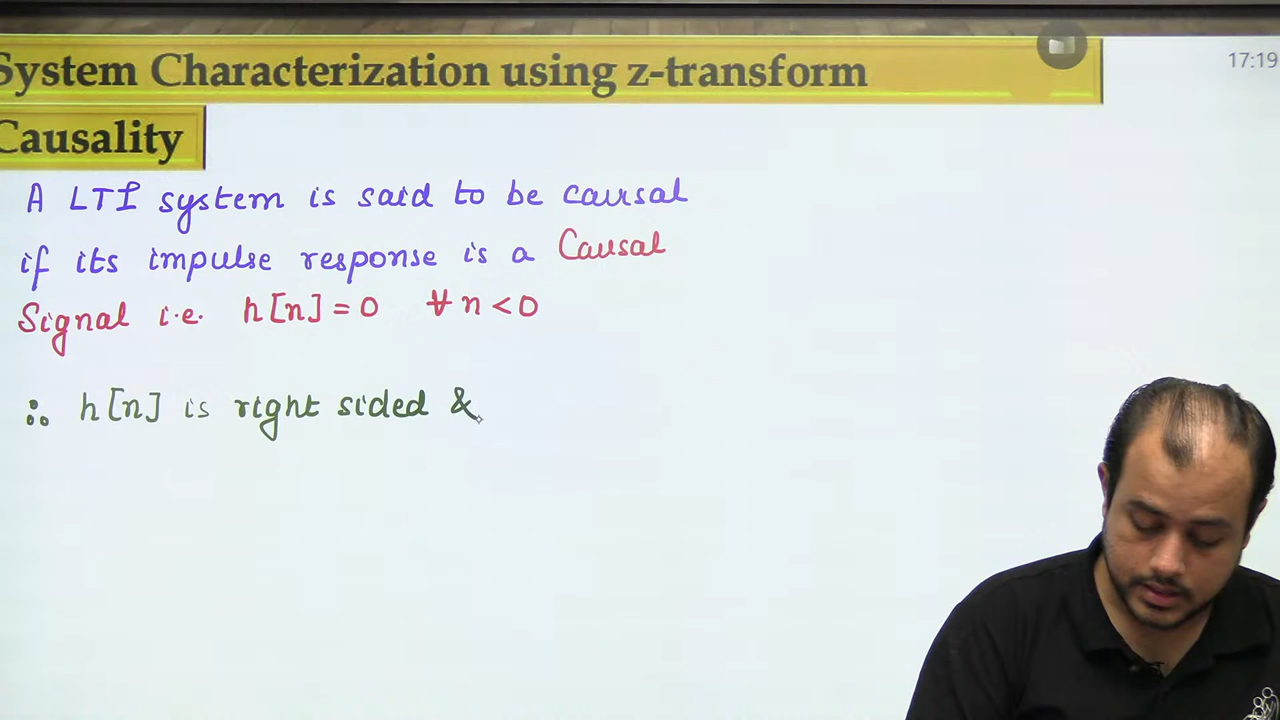 System Characterization using z-transform
17:19
Causality
A LTI system is said to be causal
if its impulse response is a Causal
Signal i.e. h[n] = 0 ∀ n < 0
∴ h[n] is right sided &